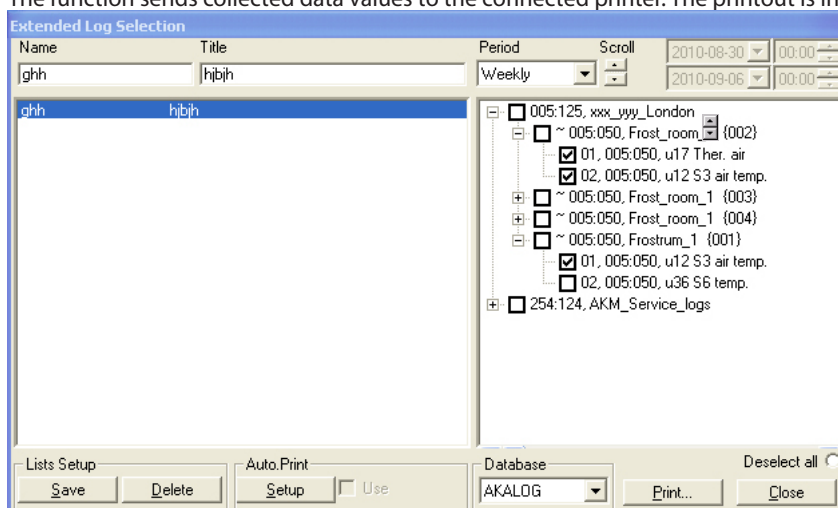 The function sends collected data values to the connected printer. The printout is in
Extended Log Selection
Name Title Period Scroll
ghh hjbjh Weekly
2010-08-30 00:00
2010-09-06 00:00
ghh hjbjh
005:125, xxx_yyy_London
~ 005:050, Frost_room_ {002}
01, 005:050, u17 Ther. air
02, 005:050, u12 S3 air temp.
~ 005:050, Frost_room_1 {003}
~ 005:050, Frost_room_1 {004}
~ 005:050, Frostrum_1 {001}
01, 005:050, u12 S3 air temp.
02, 005:050, u36 S6 temp.
254:124, AKM_Service_logs
Lists Setup Auto.Print Database Deselect all
Save Delete Setup Use AKALOG Print... Close